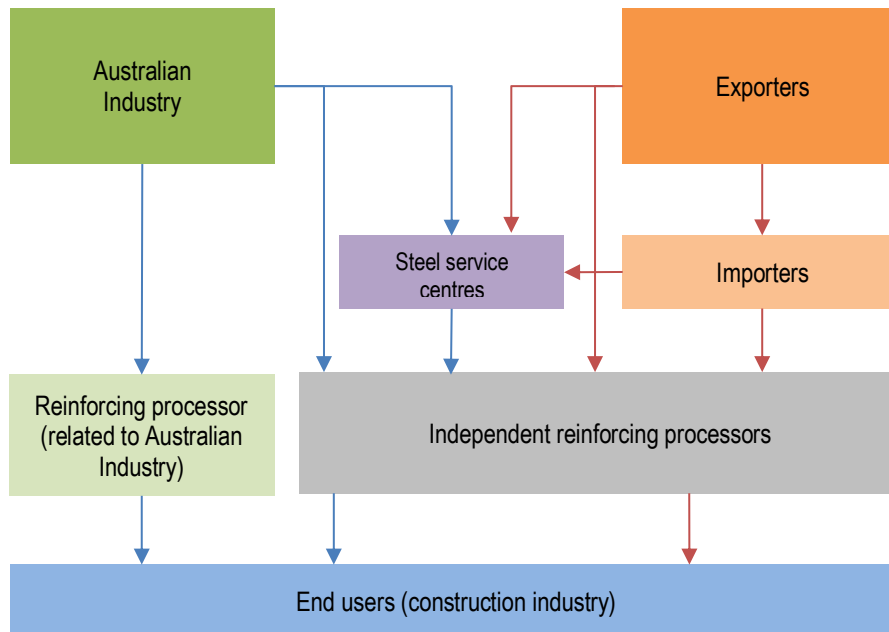 Australian
Industry
Exporters
Steel service
centres
Importers
Reinforcing processor
(related to Australian
Industry)
Independent reinforcing processors
End users (construction industry)